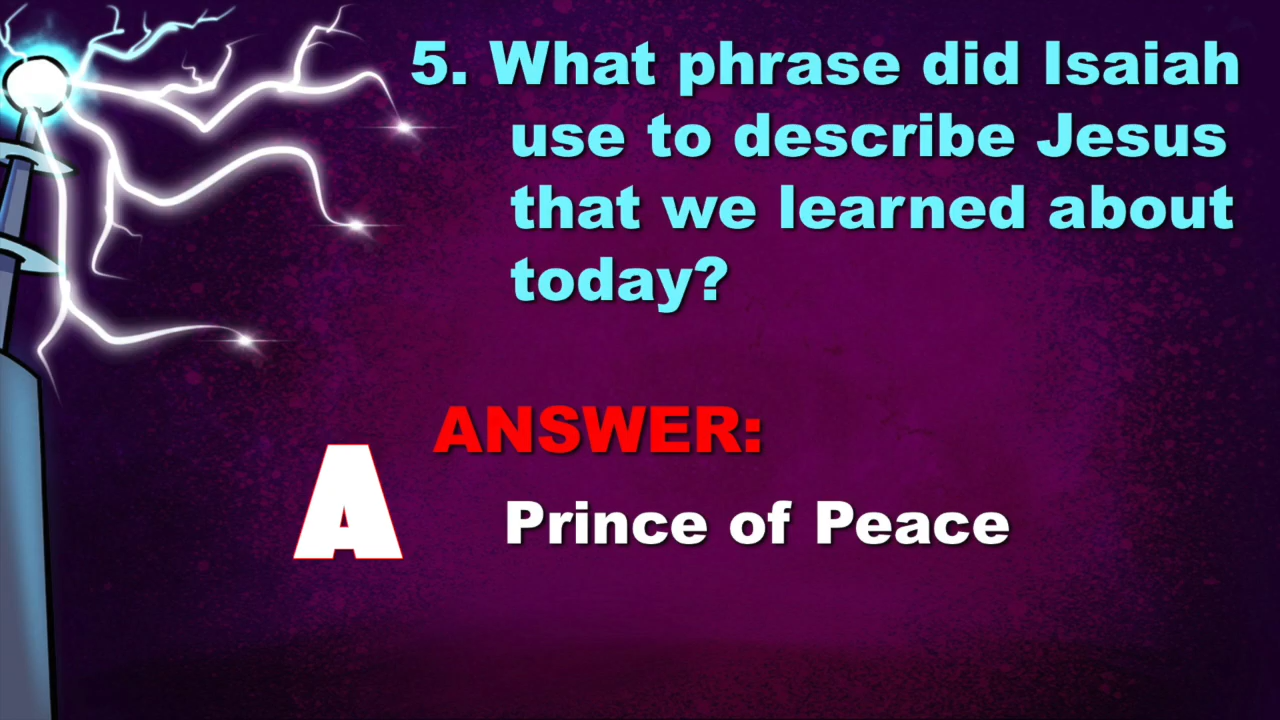 5. What phrase did Isaiah
use to describe Jesus
that we learned about
today?
ANSWER:
A
Prince of Peace